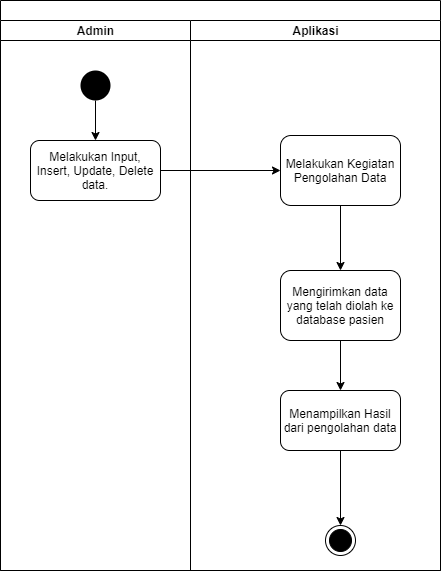 Admin
Aplikasi
Melakukan Input,
Insert, Update, Delete
data.
Melakukan Kegiatan
Pengolahan Data
Mengirimkan data
yang telah diolah ke
database pasien
Menampilkan Hasil
dari pengolahan data